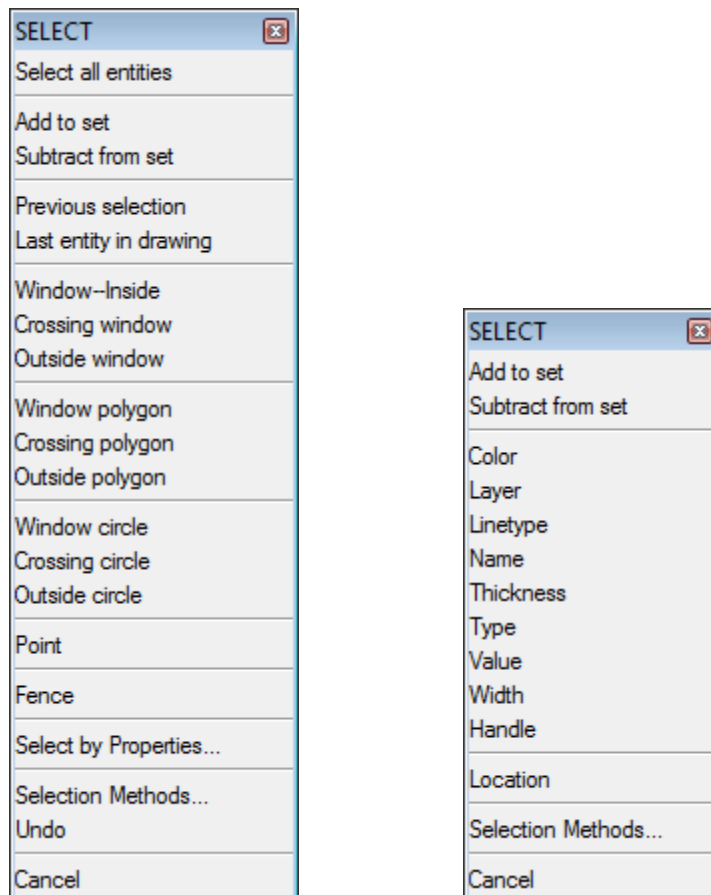 SELECT
Select all entities
Add to set
Subtract from set
Previous selection
Last entity in drawing
Window--Inside
Crossing window
Outside window
Window polygon
Crossing polygon
Outside polygon
Window circle
Crossing circle
Outside circle
Point
Fence
Select by Properties...
Selection Methods...
Undo
Cancel
SELECT
Add to set
Subtract from set
Color
Layer
Linetype
Name
Thickness
Type
Value
Width
Handle
Location
Selection Methods...
Cancel